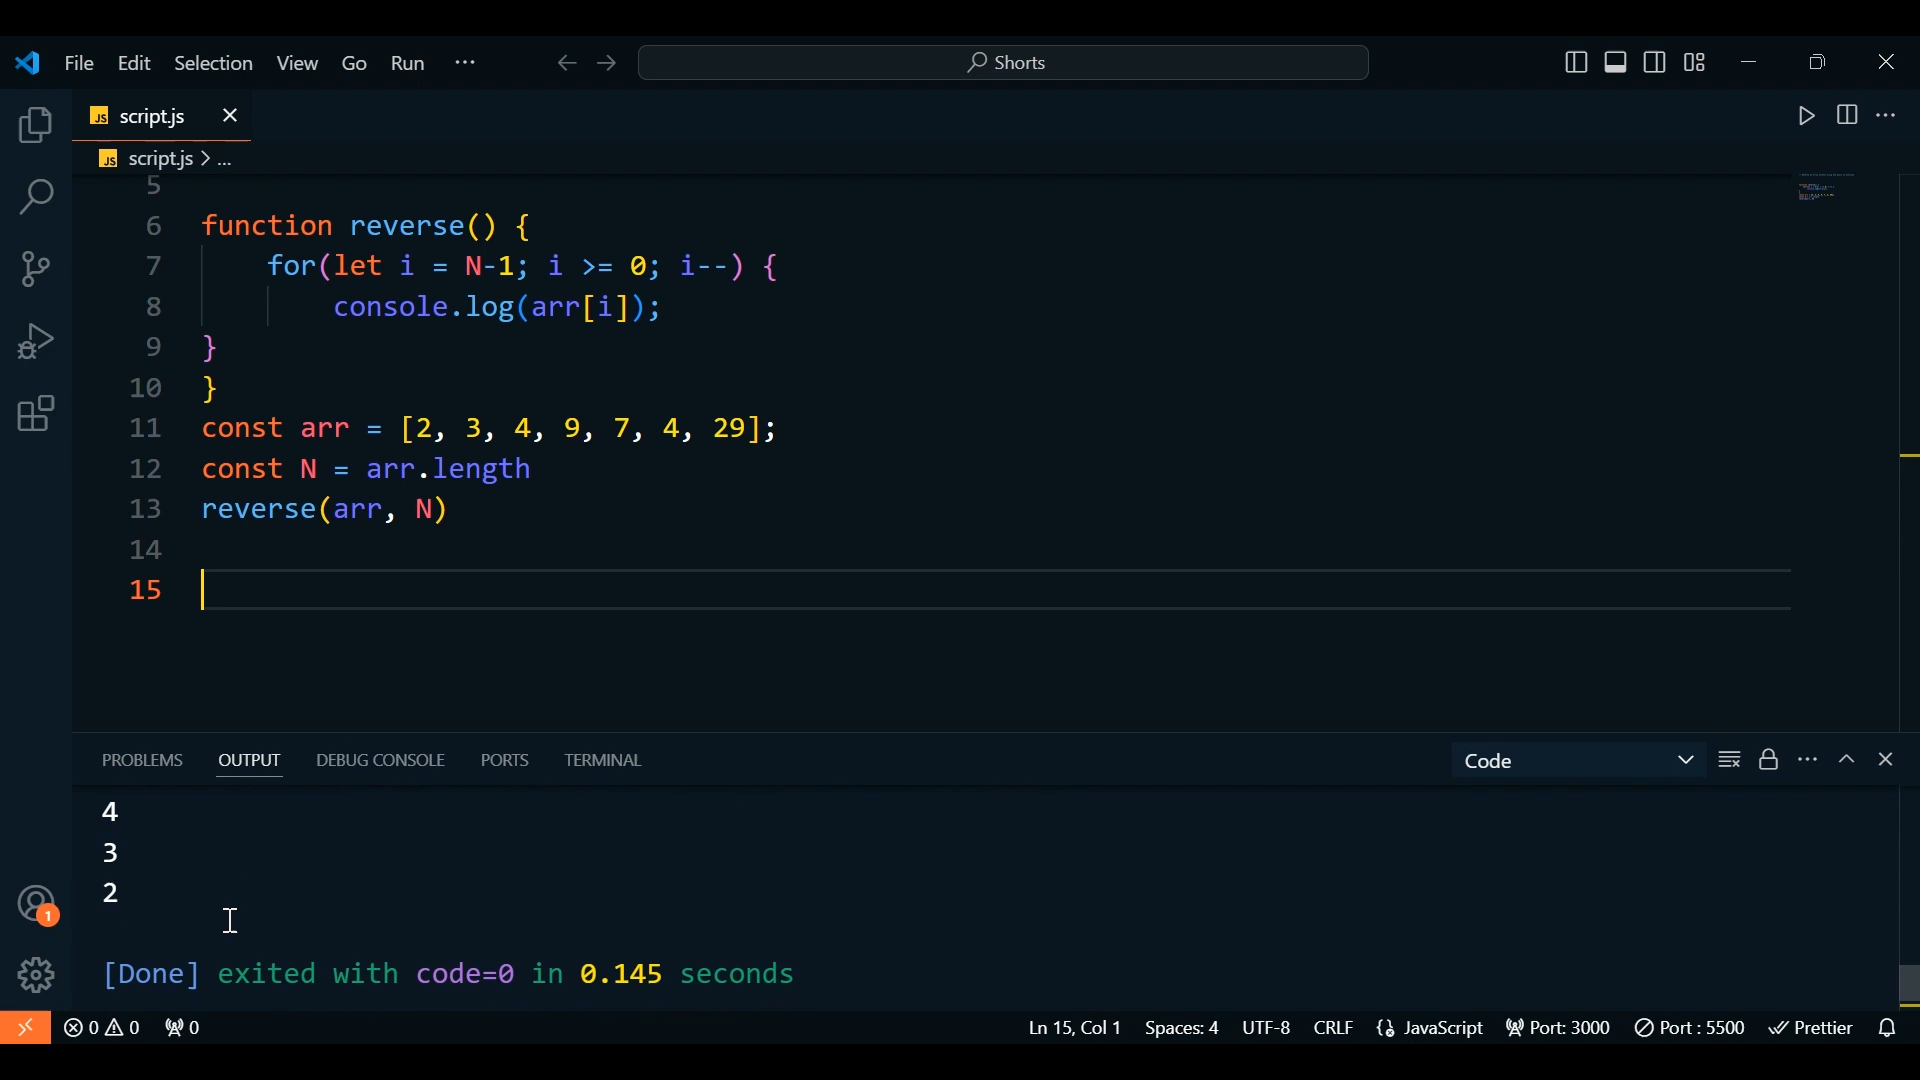 File Edit Selection View Go Run ··· Shorts
JS script.js
JS script.js > ...
5
6 function reverse() {
7     for(let i = N-1; i >= 0; i--) {
8         console.log(arr[i]);
9 }
10 }
11 const arr = [2, 3, 4, 9, 7, 4, 29];
12 const N = arr.length
13 reverse(arr, N)
14
15
PROBLEMS OUTPUT DEBUG CONSOLE PORTS TERMINAL Code
4
3
2
[Done] exited with code=0 in 0.145 seconds
1
0 0 0 Ln 15, Col 1 Spaces: 4 UTF-8 CRLF {} JavaScript Port: 3000 Port : 5500 Prettier